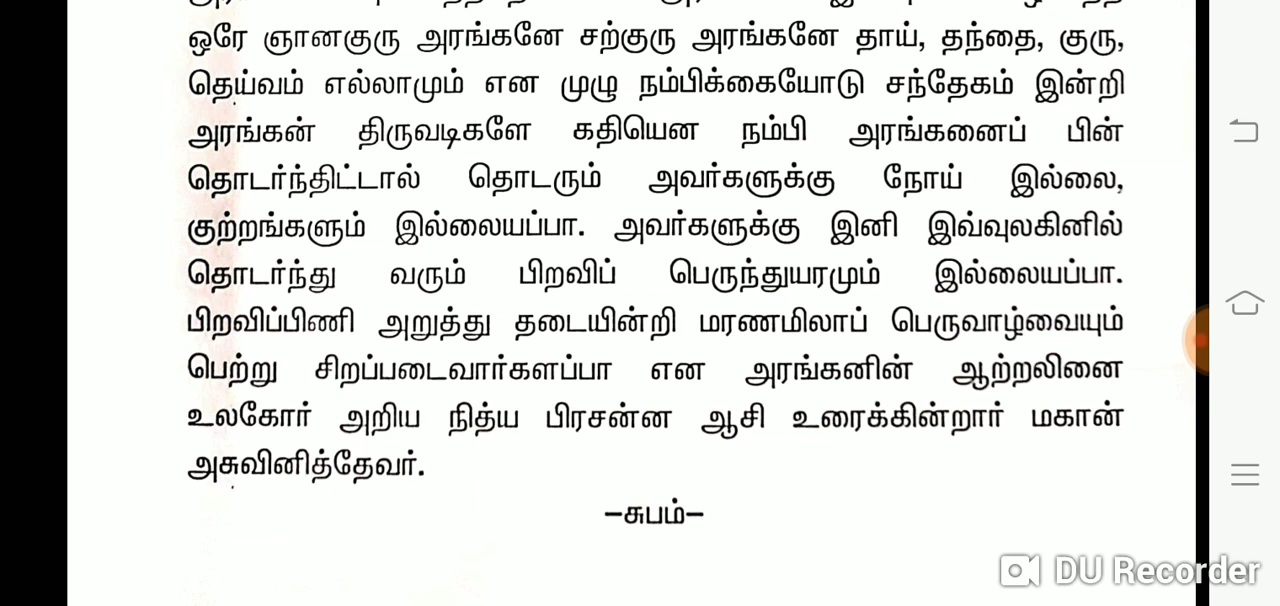 ஒரே ஞானகுரு அரங்கனே சற்குரு அரங்கனே தாய், தந்தை, குரு,
தெய்வம் எல்லாமும் என முழு நம்பிக்கையோடு சந்தேகம் இன்றி
அரங்கன் திருவடிகளே கதியென நம்பி அரங்கனைப் பின்
தொடர்ந்திட்டால் தொடரும் அவர்களுக்கு நோய் இல்லை,
குற்றங்களும் இல்லையப்பா. அவர்களுக்கு இனி இவ்வுலகினில்
தொடர்ந்து வரும் பிறவிப் பெருந்துயரமும் இல்லையப்பா.
பிறவிப்பிணி அறுத்து தடையின்றி மரணமிலாப் பெருவாழ்வையும்
பெற்று சிறப்படைவார்களப்பா என அரங்கனின் ஆற்றலினை
உலகோர் அறிய நித்ய பிரசன்ன ஆசி உரைக்கின்றார் மகான்
அசுவினித்தேவர்.
–சுபம்–
DU Recorder